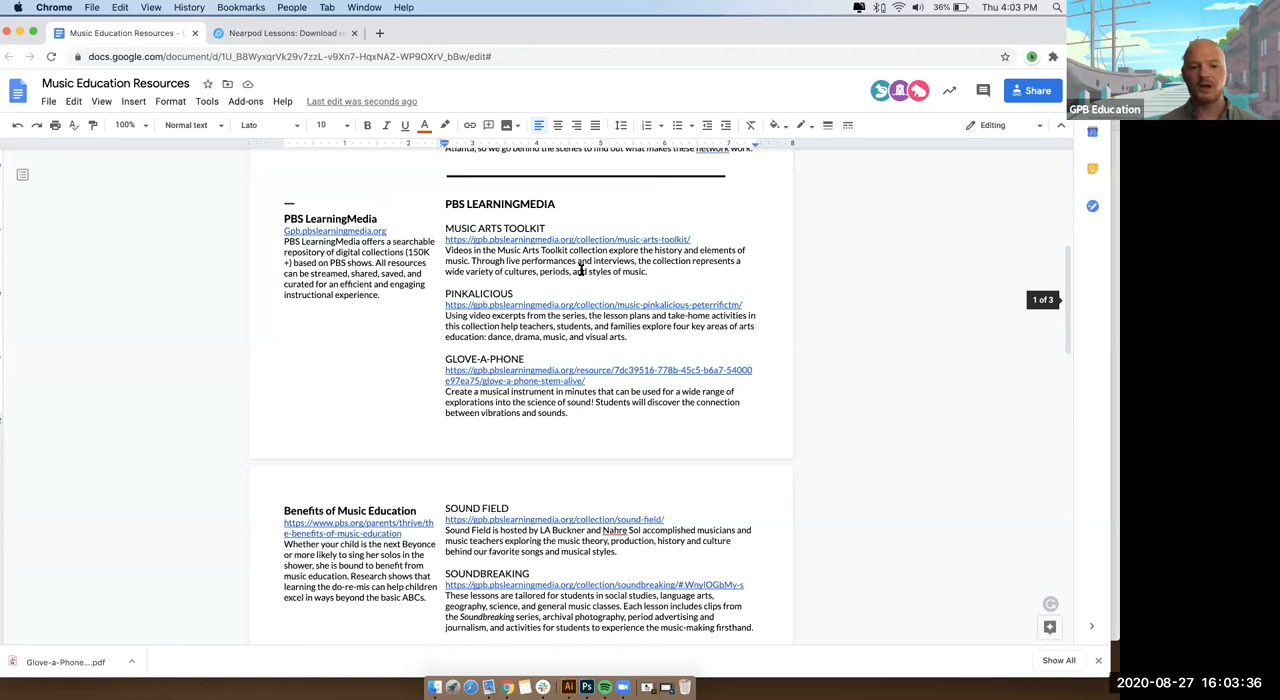 Chrome File Edit View History Bookmarks People Tab Window Help 36% Thu 4:03 PM
Music Education Resources - Nearpod Lessons: Download r
docs.google.com/document/d/1U_B8WyxqrVk29v7zzL-v9Xn7-HqxNAZ-WP9OXrV_bBw/edit#
Music Education Resources
GPB Education
File Edit View Insert Format Tools Add-ons Help Last edit was seconds ago
Share
100% Normal text Lato 10 B I U A Editing
1 2 3 4 5 6 7 8
Atlanta, so we go behind the scenes to find out what makes these network work.
PBS LearningMedia
Gpb.pbslearningmedia.org
PBS LearningMedia offers a searchable
repository of digital collections (150K
+) based on PBS shows. All resources
can be streamed, shared, saved, and
curated for an efficient and engaging
instructional experience.
PBS LEARNINGMEDIA
MUSIC ARTS TOOLKIT
https://gpb.pbslearningmedia.org/collection/music-arts-toolkit/
Videos in the Music Arts Toolkit collection explore the history and elements of
music. Through live performances and interviews, the collection represents a
wide variety of cultures, periods, and styles of music.
PINKALICIOUS
https://gpb.pbslearningmedia.org/collection/music-pinkalicious-peterrifictm/
Using video excerpts from the series, the lesson plans and take-home activities in
this collection help teachers, students, and families explore four key areas of arts
education: dance, drama, music, and visual arts.
GLOVE-A-PHONE
https://gpb.pbslearningmedia.org/resource/7dc39516-778b-45c5-b6a7-54000
e97ea75/glove-a-phone-stem-alive/
Create a musical instrument in minutes that can be used for a wide range of
explorations into the science of sound! Students will discover the connection
between vibrations and sounds.
1 of 3
Benefits of Music Education
https://www.pbs.org/parents/thrive/th
e-benefits-of-music-education
Whether your child is the next Beyonce
or more likely to sing her solos in the
shower, she is bound to benefit from
music education. Research shows that
learning the do-re-mis can help children
excel in ways beyond the basic ABCs.
SOUND FIELD
https://gpb.pbslearningmedia.org/collection/sound-field/
Sound Field is hosted by LA Buckner and Nahre Sol accomplished musicians and
music teachers exploring the music theory, production, history and culture
behind our favorite songs and musical styles.
SOUNDBREAKING
https://gpb.pbslearningmedia.org/collection/soundbreaking/#.WnylOGbMy-s
These lessons are tailored for students in social studies, language arts,
geography, science, and general music classes. Each lesson includes clips from
the Soundbreaking series, archival photography, period advertising and
journalism, and activities for students to experience the music-making firsthand.
Glove-a-Phone....pdf
Show All
Ai Ps
2020-08-27 16:03:36